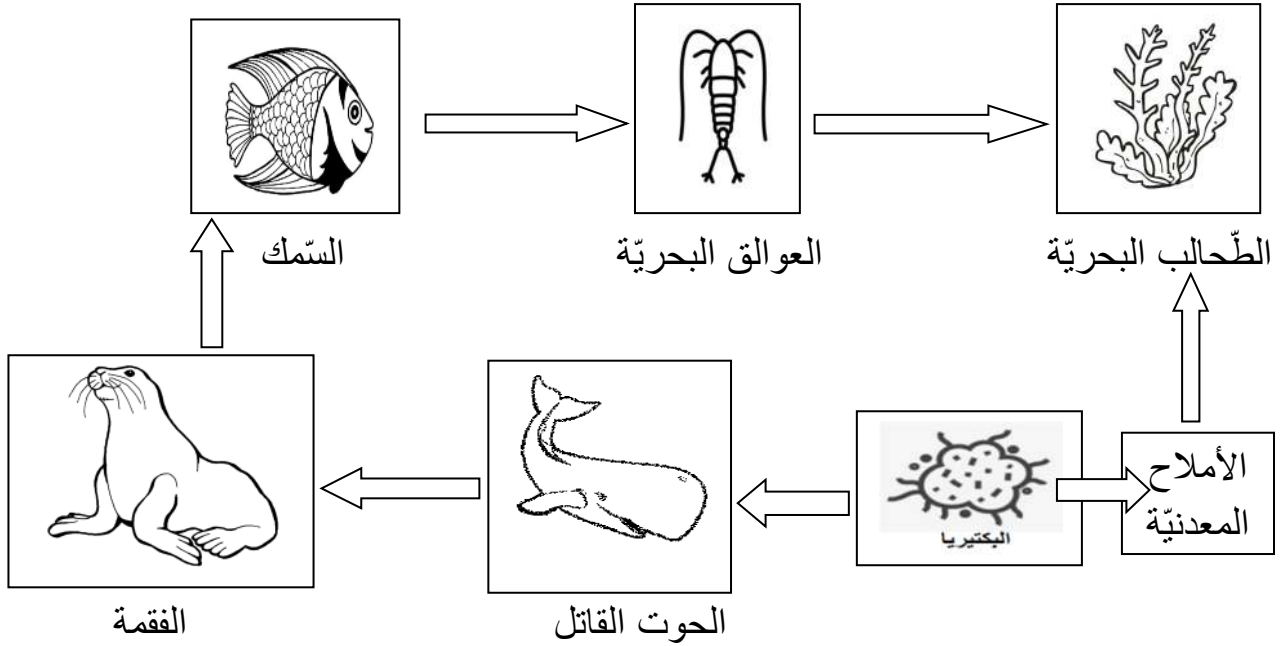 السّمك
العوالق البحريّة
الطّحالب البحريّة
البكتيريا
الأملاح
المعدنيّة
الفقمة
الحوت القاتل